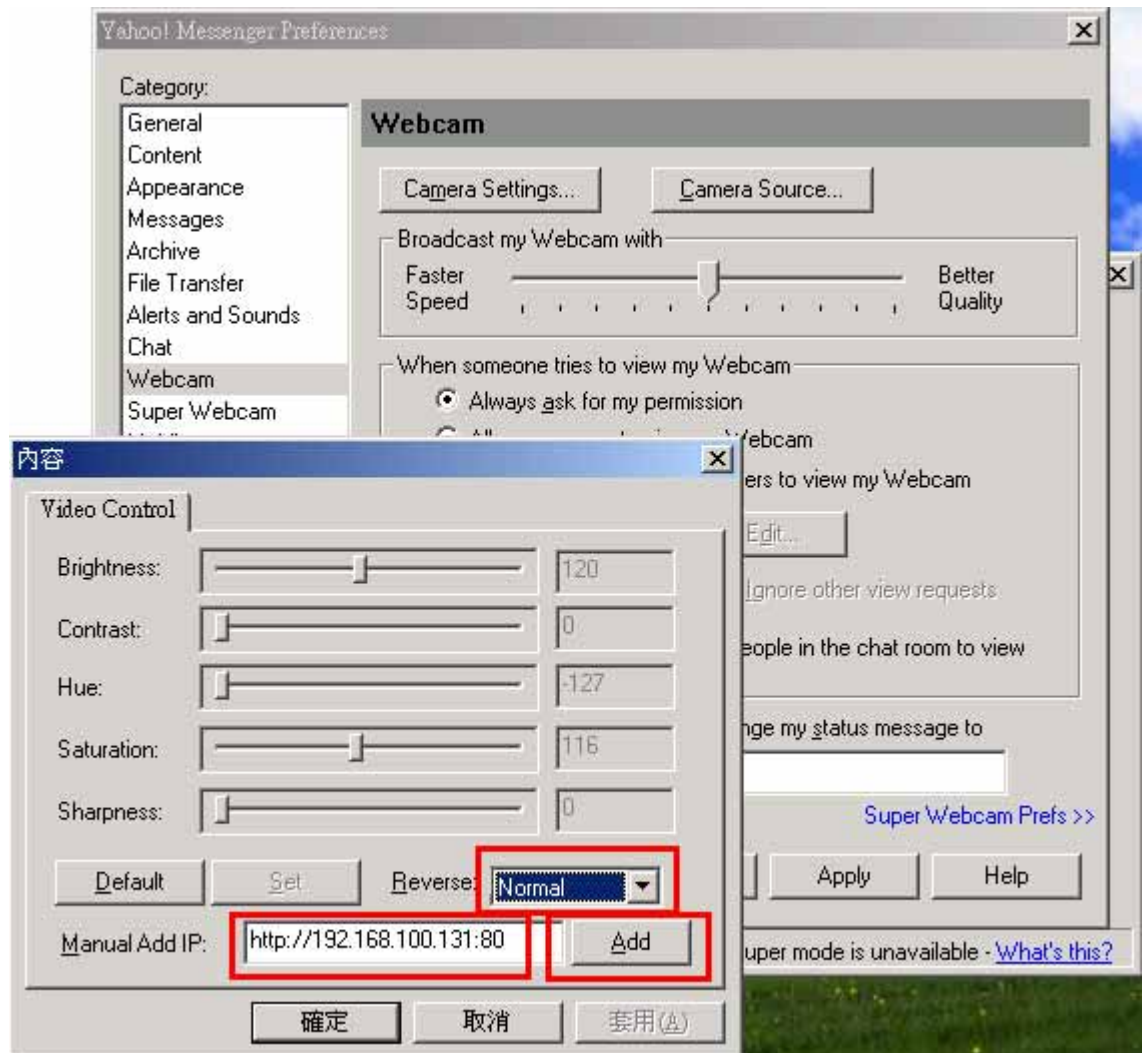 Yahoo! Messenger Preferences
Category:
General
Content
Appearance
Messages
Archive
File Transfer
Alerts and Sounds
Chat
Webcam
Super Webcam
Webcam
Camera Settings...
Camera Source...
Broadcast my Webcam with
Faster Speed
Better Quality
When someone tries to view my Webcam
Always ask for my permission
Webcam
ers to view my Webcam
Edit...
Ignore other view requests
eople in the chat room to view
nge my status message to
Super Webcam Prefs >>
Apply
Help
uper mode is unavailable - What's this?
內容
Video Control
Brightness: 120
Contrast: 0
Hue: -127
Saturation: 116
Sharpness: 0
Default
Set
Reverse: Normal
Manual Add IP: http://192.168.100.131:80
Add
確定
取消
套用(A)